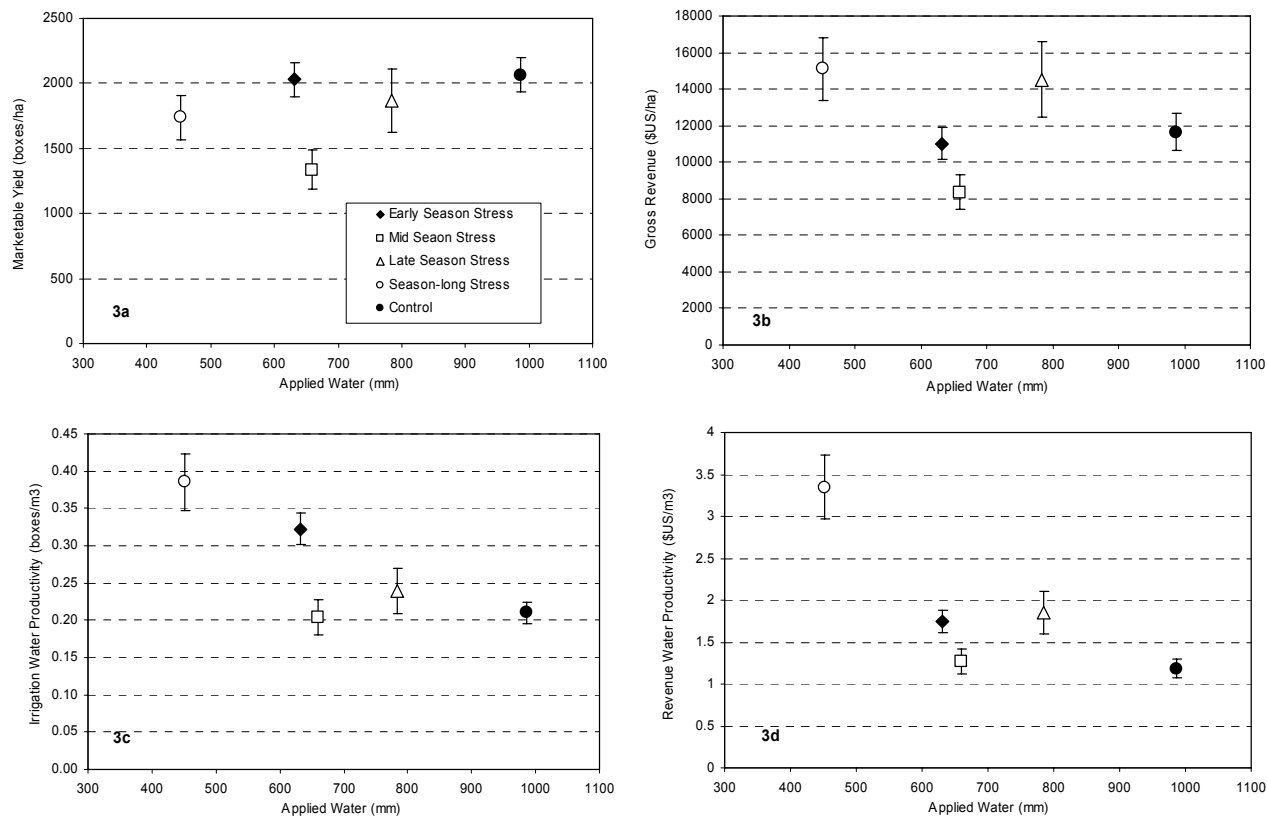 2500
2000
1500
1000
500
0
Marketable Yield (boxes/ha)
Early Season Stress
Mid Seaon Stress
Late Season Stress
Season-long Stress
Control
3a
300 400 500 600 700 800 900 1000 1100
Applied Water (mm)
18000
16000
14000
12000
10000
8000
6000
4000
2000
0
Gross Revenue ($US/ha)
3b
300 400 500 600 700 800 900 1000 1100
Applied Water (mm)
0.45
0.40
0.35
0.30
0.25
0.20
0.15
0.10
0.05
0.00
Irrigation Water Productivity (boxes/m3)
3c
300 400 500 600 700 800 900 1000 1100
Applied Water (mm)
4
3.5
3
2.5
2
1.5
1
0.5
0
Revenue Water Productivity ($US/m3)
3d
300 400 500 600 700 800 900 1000 1100
Applied Water (mm)